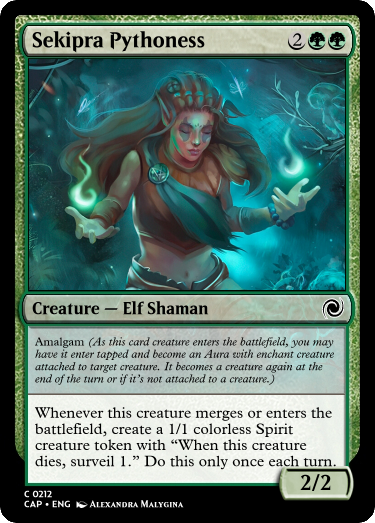 Sekipra Pythoness 2
Creature — Elf Shaman
Amalgam (As this card creature enters the battlefield, you may
have it enter tapped and become an Aura with enchant creature
attached to target creature. It becomes a creature again at the
end of the turn or if it's not attached to a creature.)
Whenever this creature merges or enters the
battlefield, create a 1/1 colorless Spirit
creature token with “When this creature
dies, surveil 1.” Do this only once each turn.
2/2
C 0212
CAP • ENG Alexandra Malygina